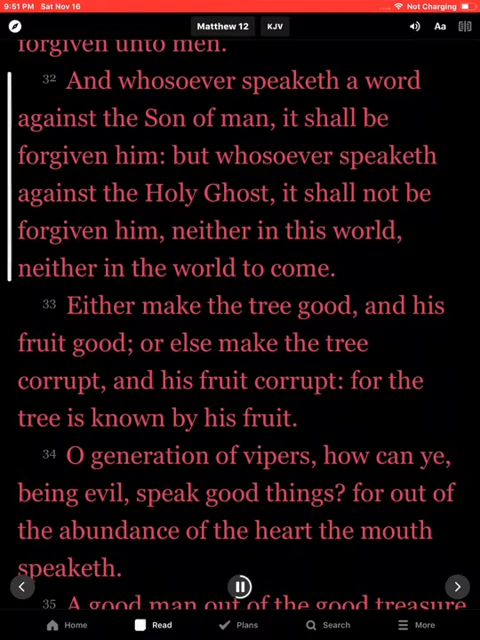 9:51 PM Sat Nov 16 Not Charging
Matthew 12 KJV Aa
forgiven unto men.
32 And whosoever speaketh a word
against the Son of man, it shall be
forgiven him: but whosoever speaketh
against the Holy Ghost, it shall not be
forgiven him, neither in this world,
neither in the world to come.
33 Either make the tree good, and his
fruit good; or else make the tree
corrupt, and his fruit corrupt: for the
tree is known by his fruit.
34 O generation of vipers, how can ye,
being evil, speak good things? for out of
the abundance of the heart the mouth
speaketh.
35 A good man out of the good treasure
Home Read Plans Search More